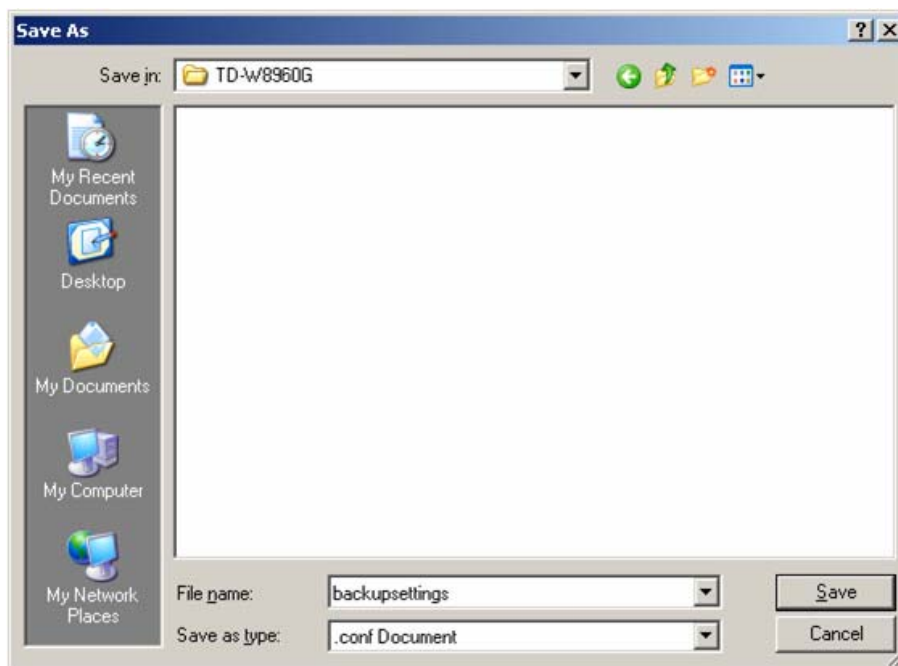 Save As
Save in: TD-W8960G
My Recent
Documents
Desktop
My Documents
My Computer
My Network
Places
File name: backupsettings Save
Save as type: .conf Document Cancel